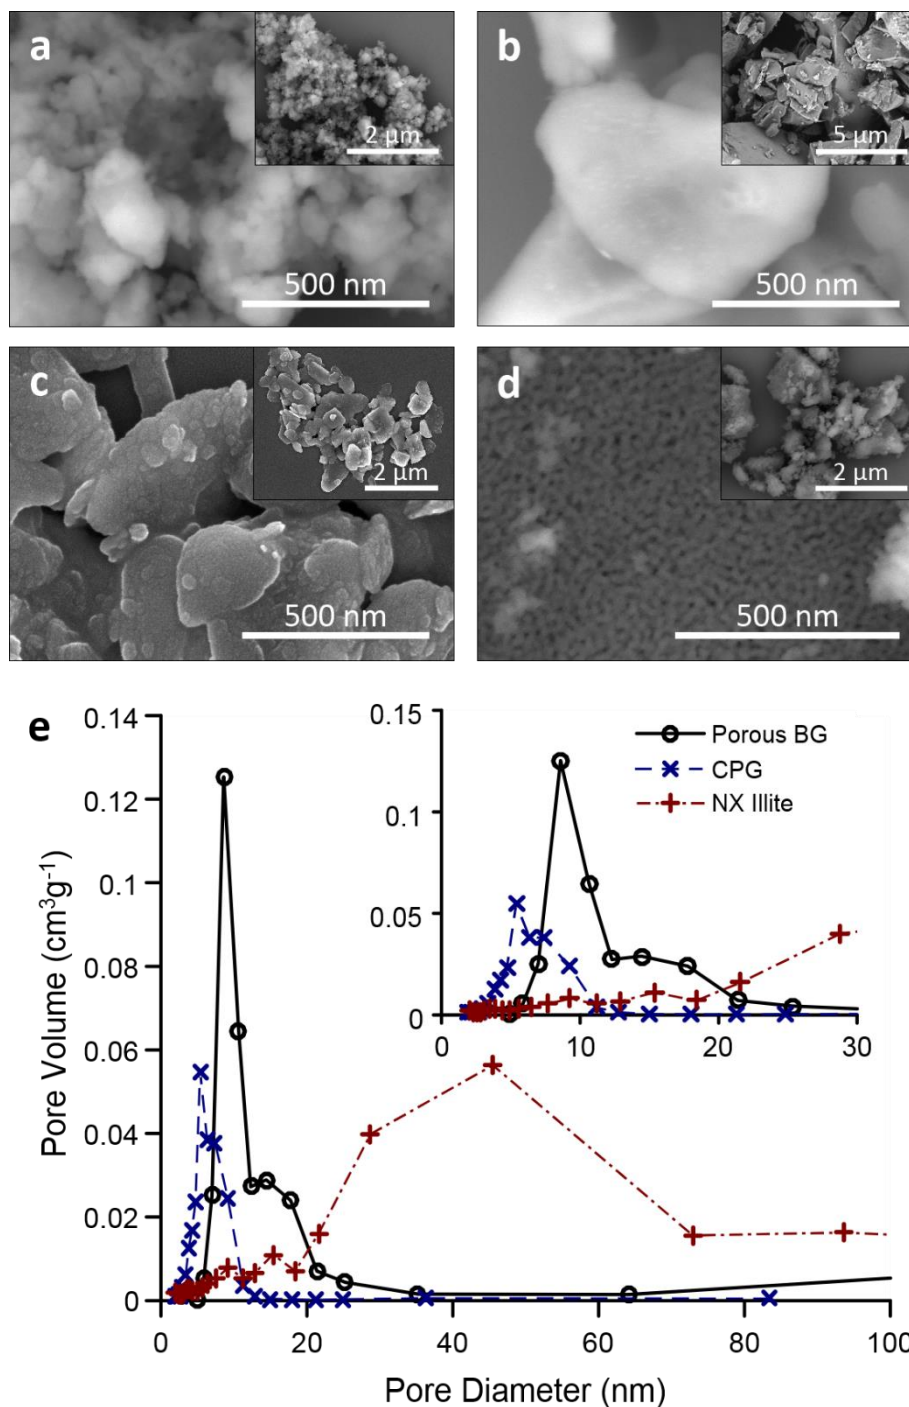 a
2 μm
500 nm
b
5 μm
500 nm
c
2 μm
500 nm
d
2 μm
500 nm
e
Pore Volume (cm³g⁻¹)
0.14
0.12
0.1
0.08
0.06
0.04
0.02
0
0 20 40 60 80 100
Pore Diameter (nm)
0.15
0.1
0.05
0
0 10 20 30
Porous BG
CPG
NX Illite